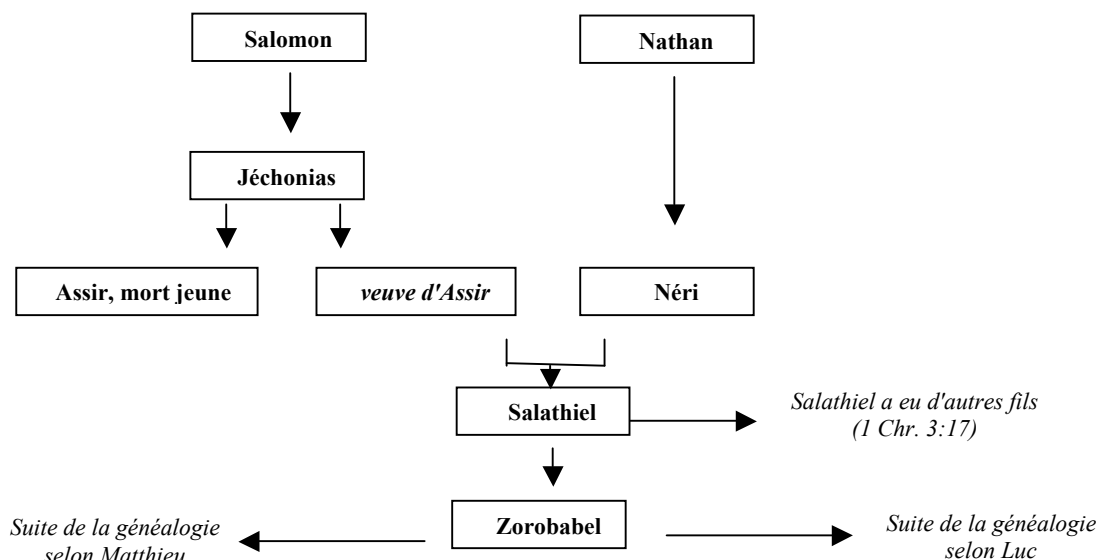 Salomon
Nathan
Jéchonias
Assir, mort jeune
veuve d'Assir
Néri
Salathiel
Salathiel a eu d'autres fils
(1 Chr. 3:17)
Zorobabel
Suite de la généalogie
selon Matthieu
Suite de la généalogie
selon Luc